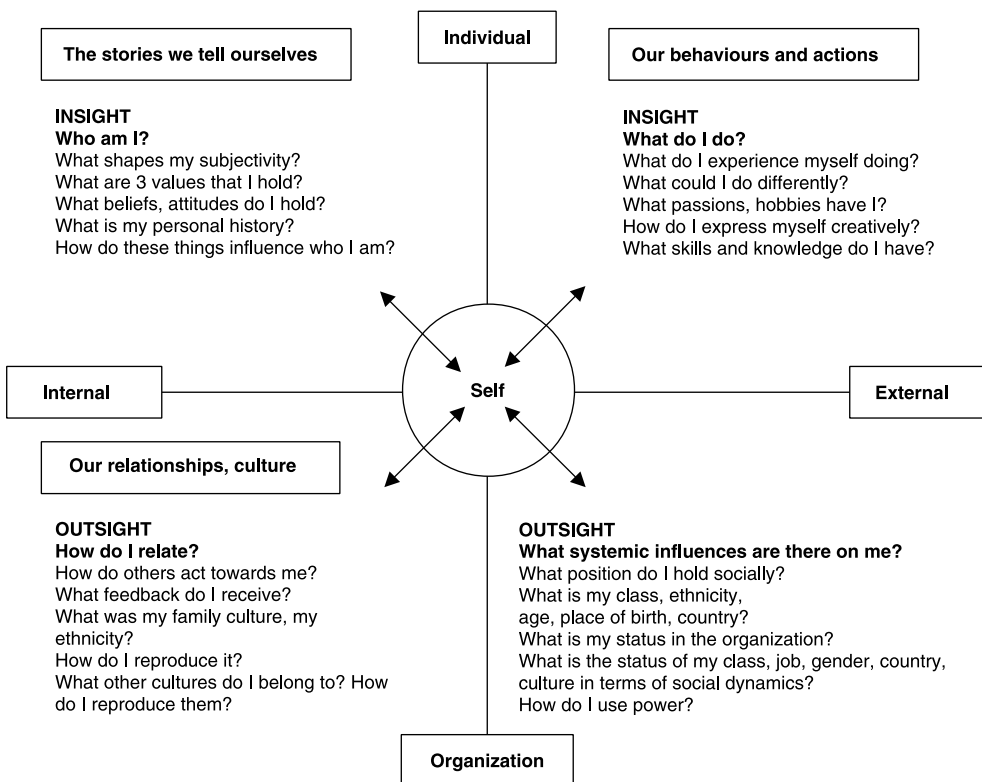 Individual
The stories we tell ourselves
Our behaviours and actions
INSIGHT
Who am I?
What shapes my subjectivity?
What are 3 values that I hold?
What beliefs, attitudes do I hold?
What is my personal history?
How do these things influence who I am?
INSIGHT
What do I do?
What do I experience myself doing?
What could I do differently?
What passions, hobbies have I?
How do I express myself creatively?
What skills and knowledge do I have?
Internal
Self
External
Our relationships, culture
OUTSIGHT
How do I relate?
How do others act towards me?
What feedback do I receive?
What was my family culture, my
ethnicity?
How do I reproduce it?
What other cultures do I belong to? How
do I reproduce them?
OUTSIGHT
What systemic influences are there on me?
What position do I hold socially?
What is my class, ethnicity,
age, place of birth, country?
What is my status in the organization?
What is the status of my class, job, gender, country,
culture in terms of social dynamics?
How do I use power?
Organization